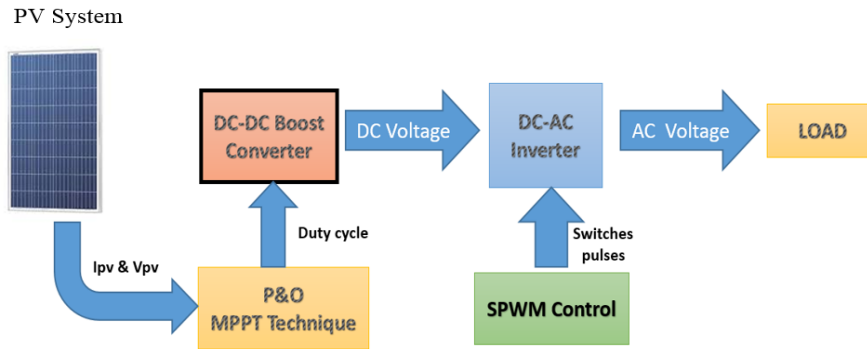 PV System
DC-DC Boost
Converter
DC Voltage
DC-AC
Inverter
AC Voltage
LOAD
Duty cycle
Switches
pulses
Ipv & Vpv
P&O
MPPT Technique
SPWM Control